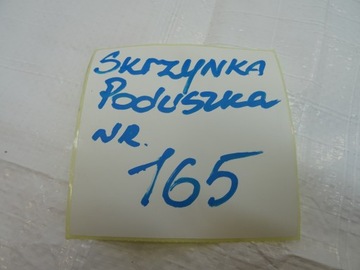 SKRZYNKA
PODUSZKA
NR.
165